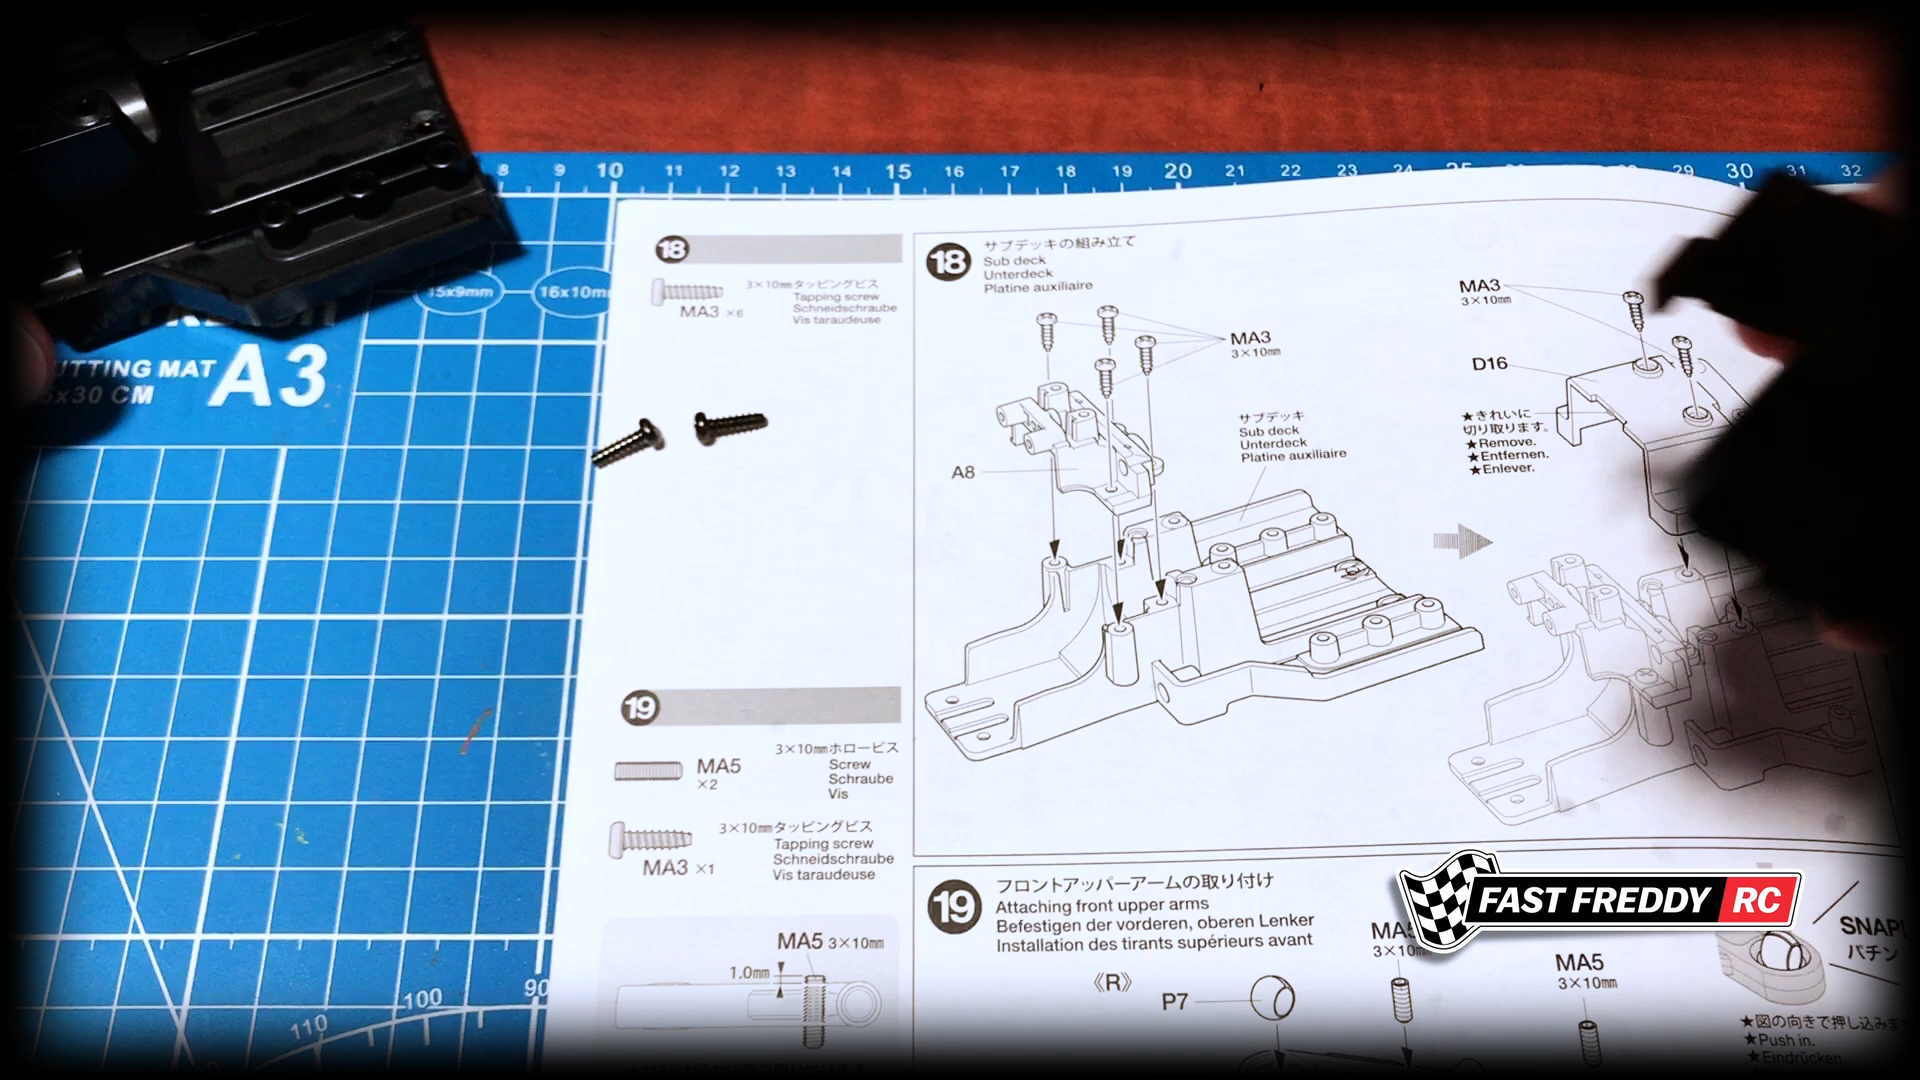 8 9 10 11 12 13 14 15 16 17 18 19 20 21 22 23 24 25 28 29 30 31 32
15x9mm
CUTTING MAT A3
x30 CM
18
3×10mmタッピングビス
Tapping screw
Schneidschraube
Vis taraudeuse
MA3 ×6
18
サブデッキの組み立て
Sub deck
Unterdeck
Platine auxiliaire
MA3
3×10mm
A8
サブデッキ
Sub deck
Unterdeck
Platine auxiliaire
MA3
3×10mm
D16
★きれいに
切り取ります。
★Remove.
★Entfernen.
★Enlever.
19
3×10mmホロービス
Screw
Schraube
Vis
MA5
×2
3×10mmタッピングビス
Tapping screw
Schneidschraube
Vis taraudeuse
MA3 ×1
MA5 3×10mm
1.0mm
19
フロントアッパーアームの取り付け
Attaching front upper arms
Befestigen der vorderen, oberen Lenker
Installation des tirants supérieurs avant
《R》
P7
MA5
3×10mm
MA5
3×10mm
SNAP!
パチン
★図の向きで押し込みま
★Push in.
★Eindrücken.
90
100
110
FAST FREDDY RC